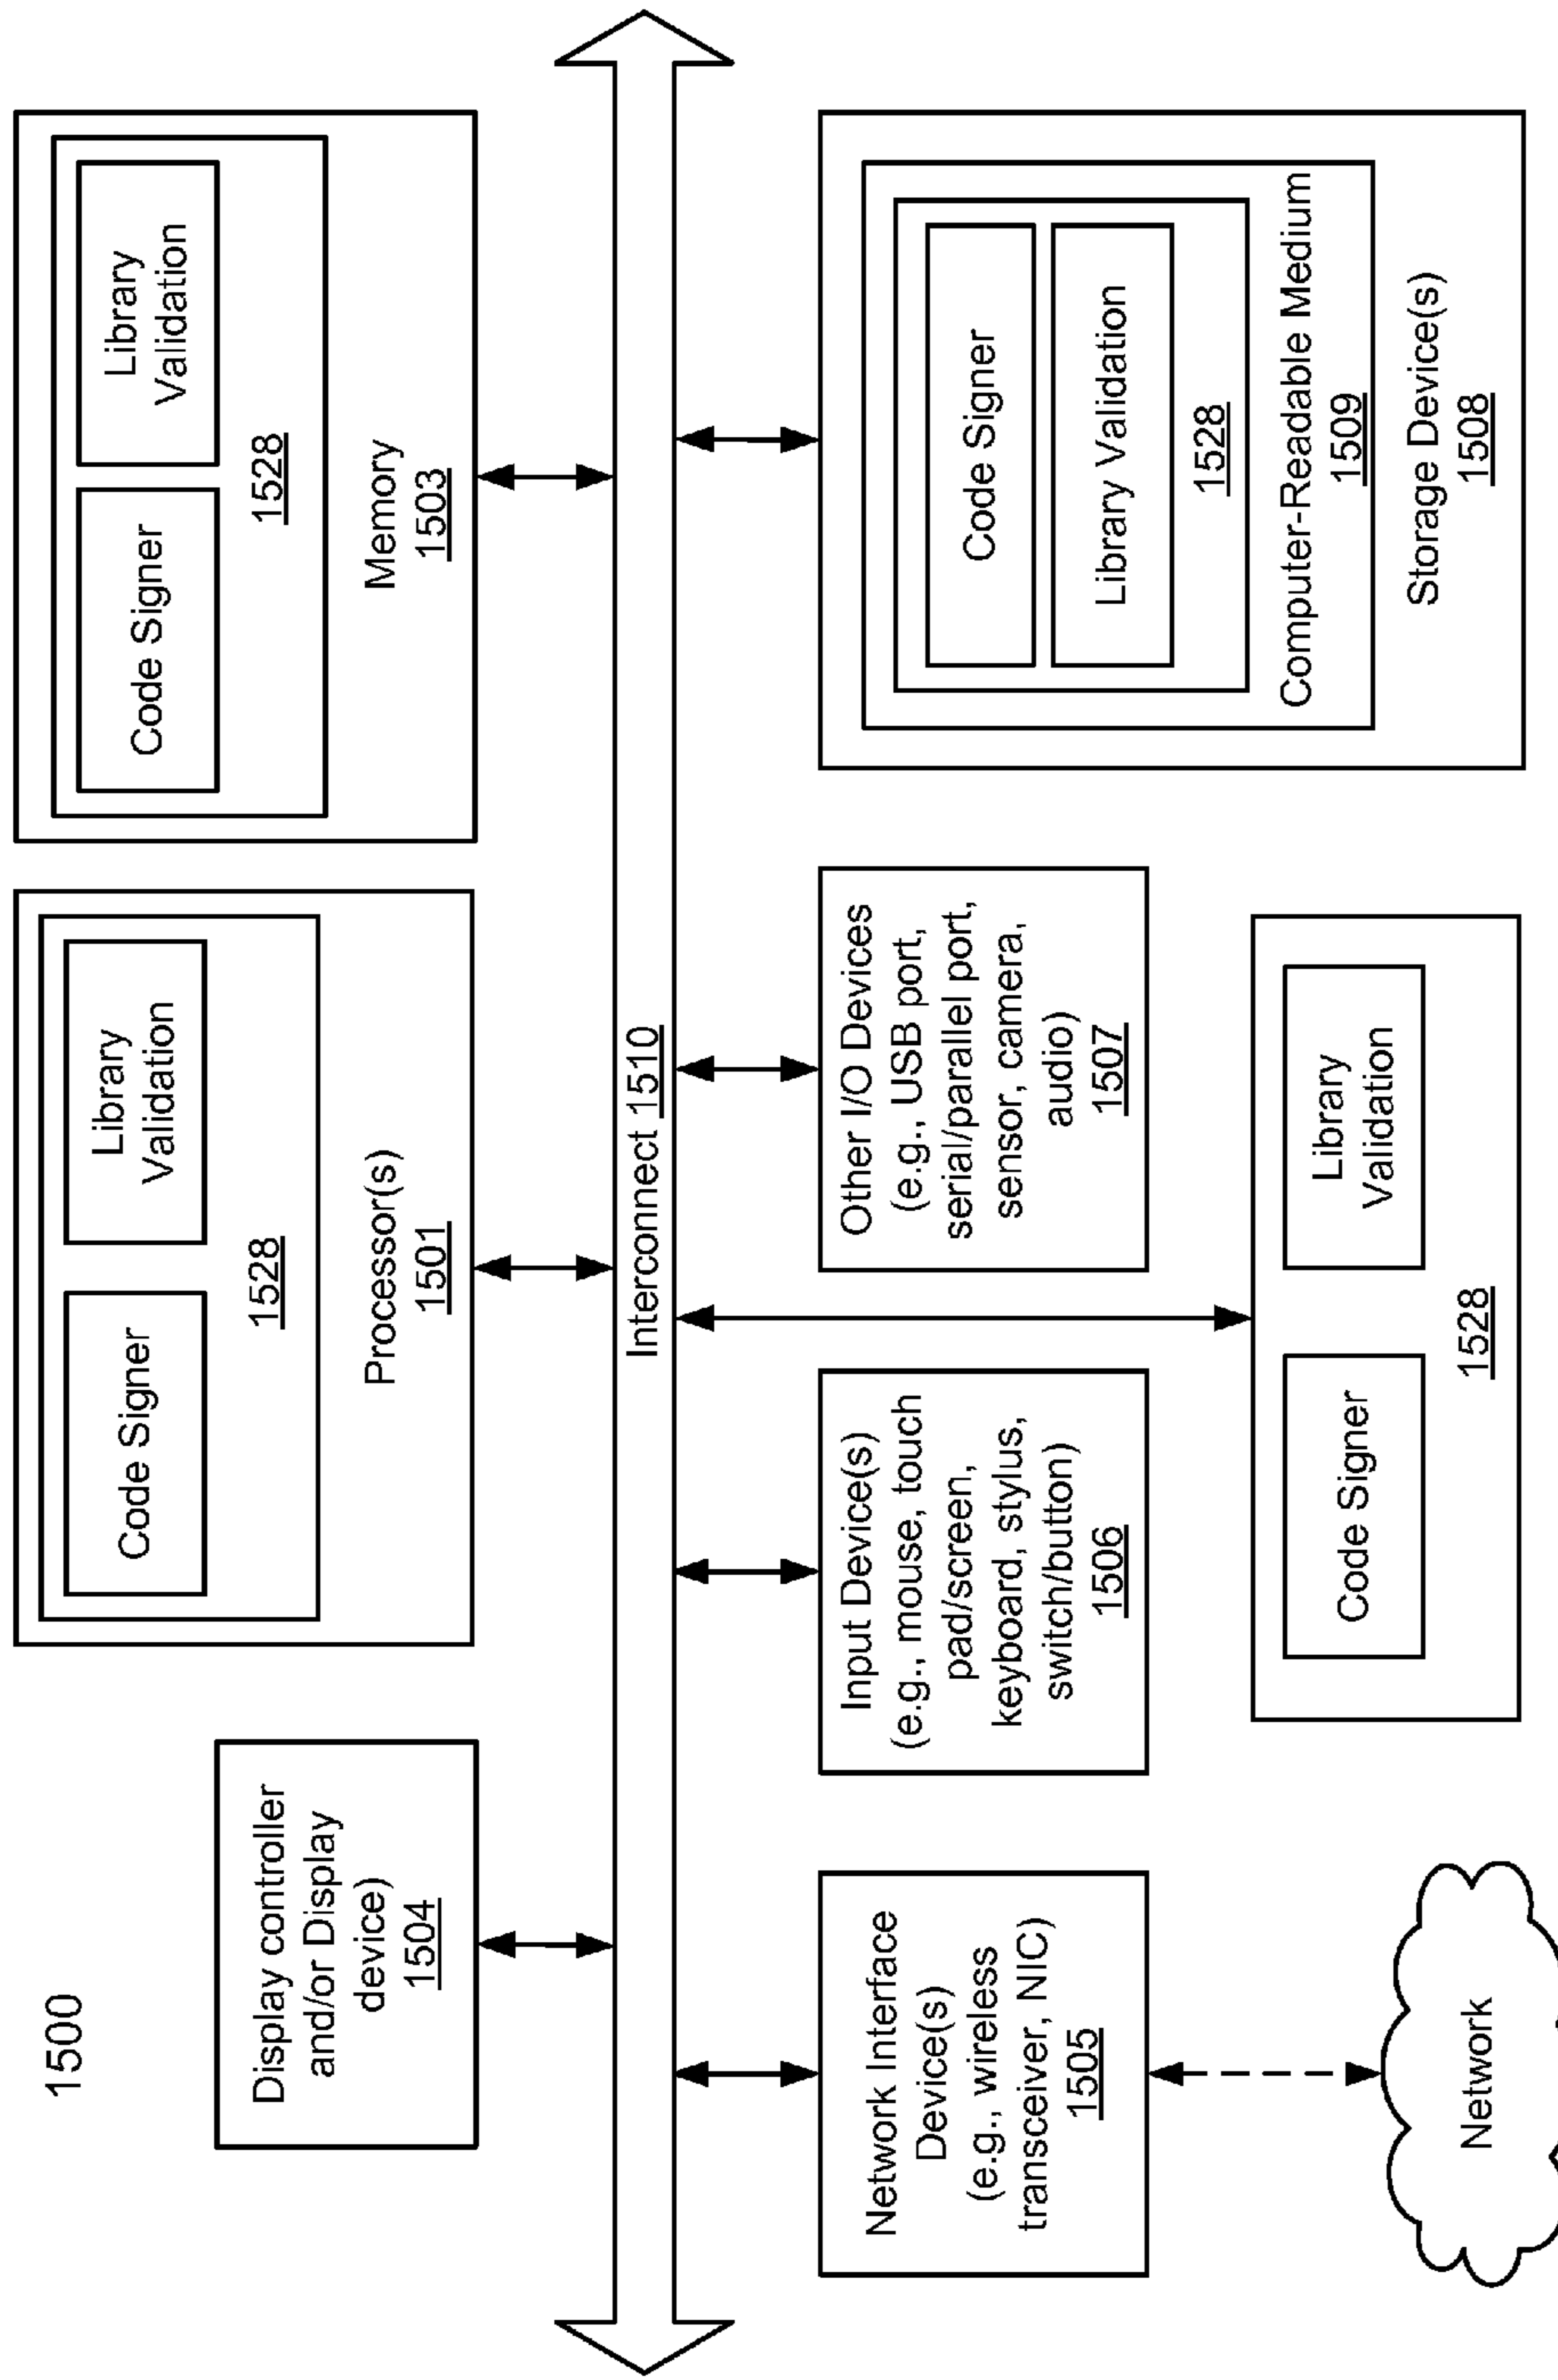 1500
Display controller
and/or Display
device)
1504
Code Signer
Library
Validation
1528
Processor(s)
1501
Code Signer
Library
Validation
1528
Memory
1503
Interconnect 1510
Network Interface
Device(s)
(e.g., wireless
transceiver, NIC)
1505
Input Device(s)
(e.g., mouse, touch
pad/screen,
keyboard, stylus,
switch/button)
1506
Other I/O Devices
(e.g., USB port,
serial/parallel port,
sensor, camera,
audio)
1507
Code Signer
Library Validation
1528
Computer-Readable Medium
1509
Storage Device(s)
1508
Network
Code Signer
Library
Validation
1528